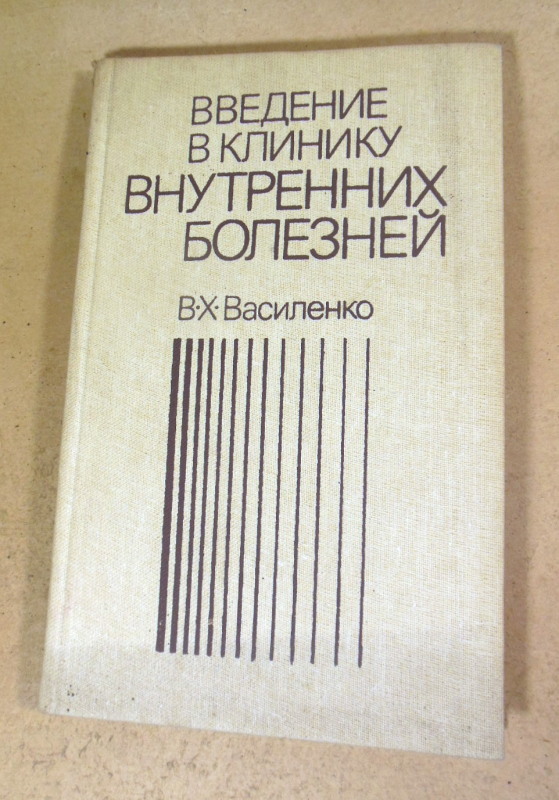 ВВЕДЕНИЕ
В КЛИНИКУ
ВНУТРЕННИХ
БОЛЕЗНЕЙ
В·Х·Василенко